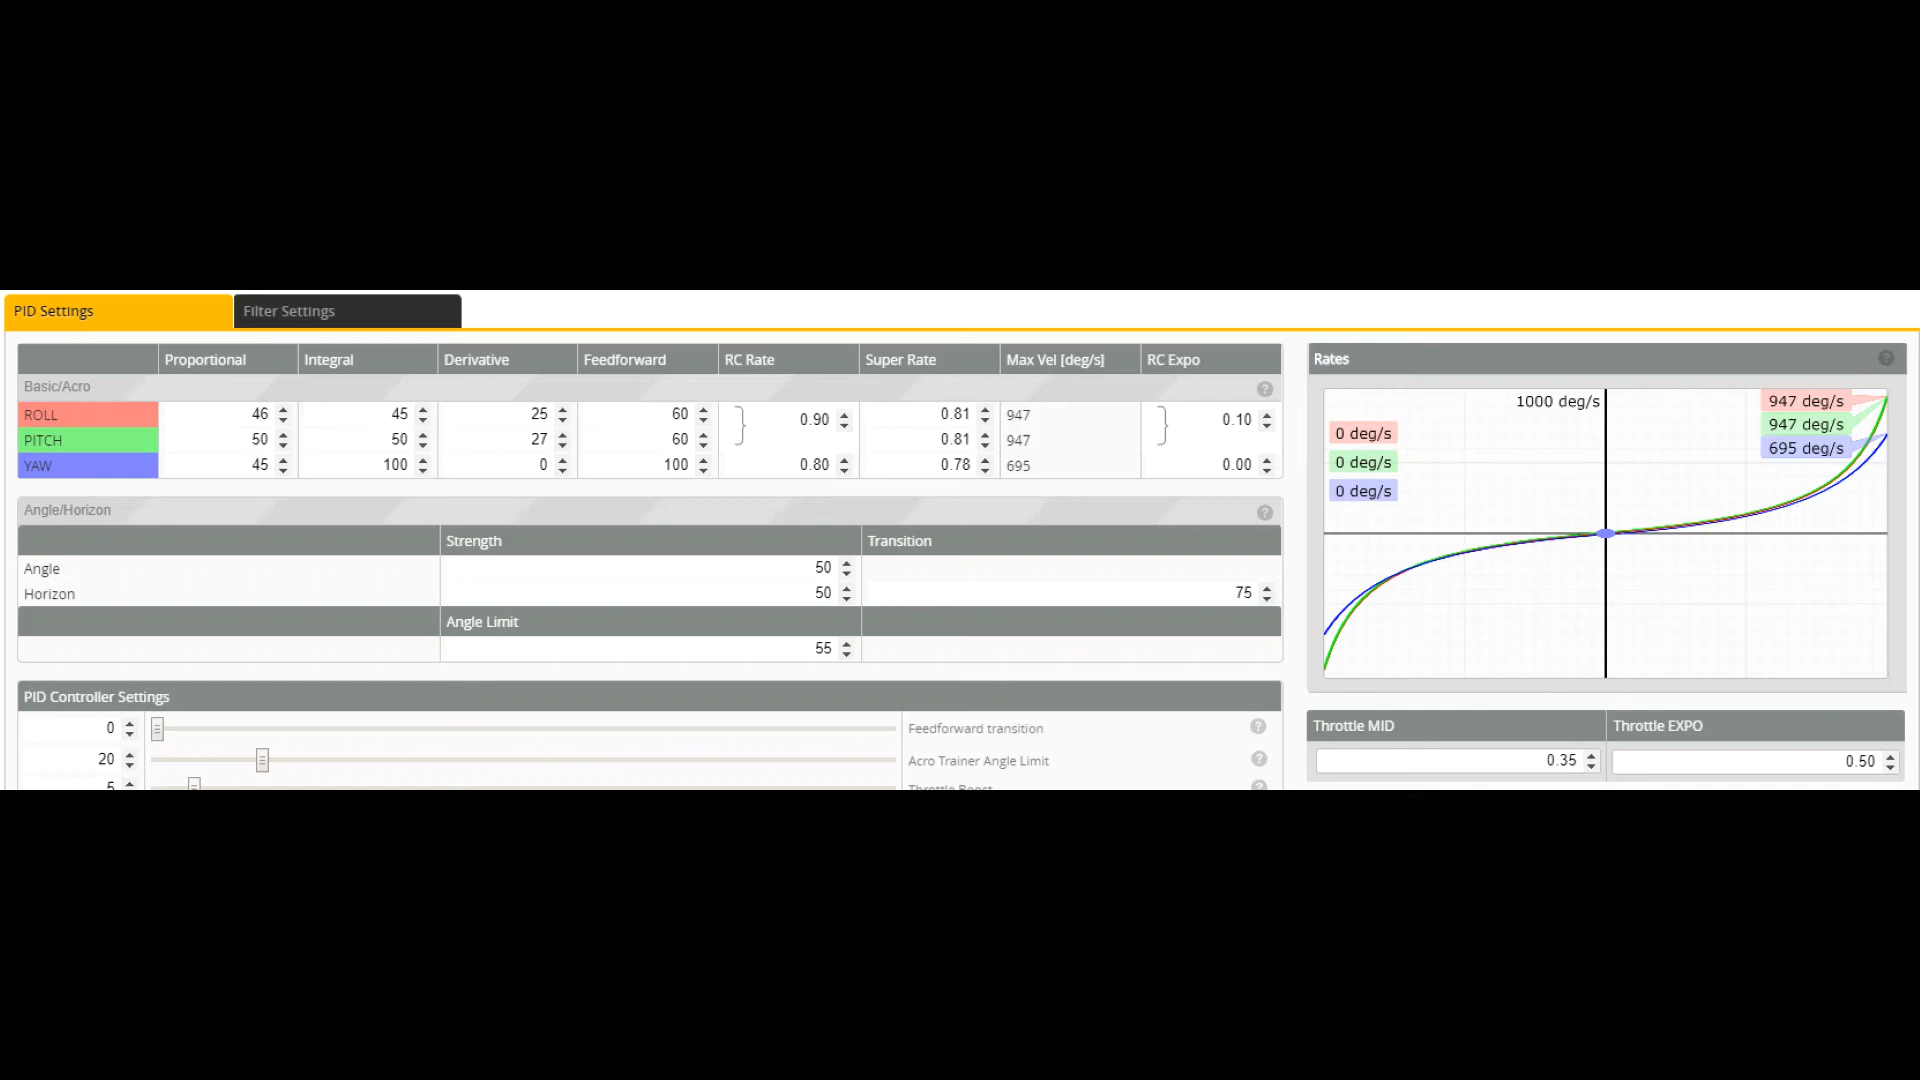 PID Settings Filter Settings
Proportional Integral Derivative Feedforward RC Rate Super Rate Max Vel [deg/s] RC Expo
Basic/Acro
ROLL 46 45 25 60 0.90 0.81 947 0.10
PITCH 50 50 27 60 0.81 947
YAW 45 100 0 100 0.80 0.78 695 0.00
Angle/Horizon
Strength Transition
Angle 50
Horizon 50 75
Angle Limit
55
PID Controller Settings
0 Feedforward transition
20 Acro Trainer Angle Limit
5 Throttle Boost
Rates
1000 deg/s
947 deg/s
947 deg/s
695 deg/s
0 deg/s
0 deg/s
0 deg/s
Throttle MID Throttle EXPO
0.35 0.50